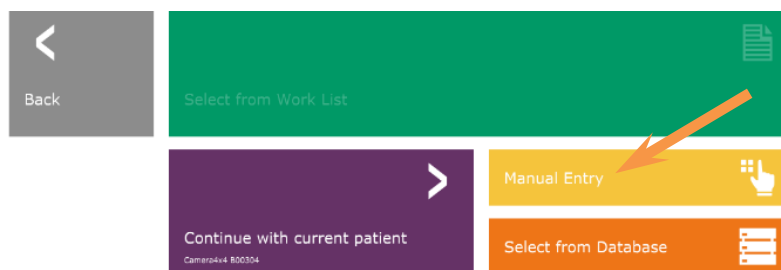 Back
Select from Work List
Manual Entry
Continue with current patient
Camera4x4 B00304
Select from Database